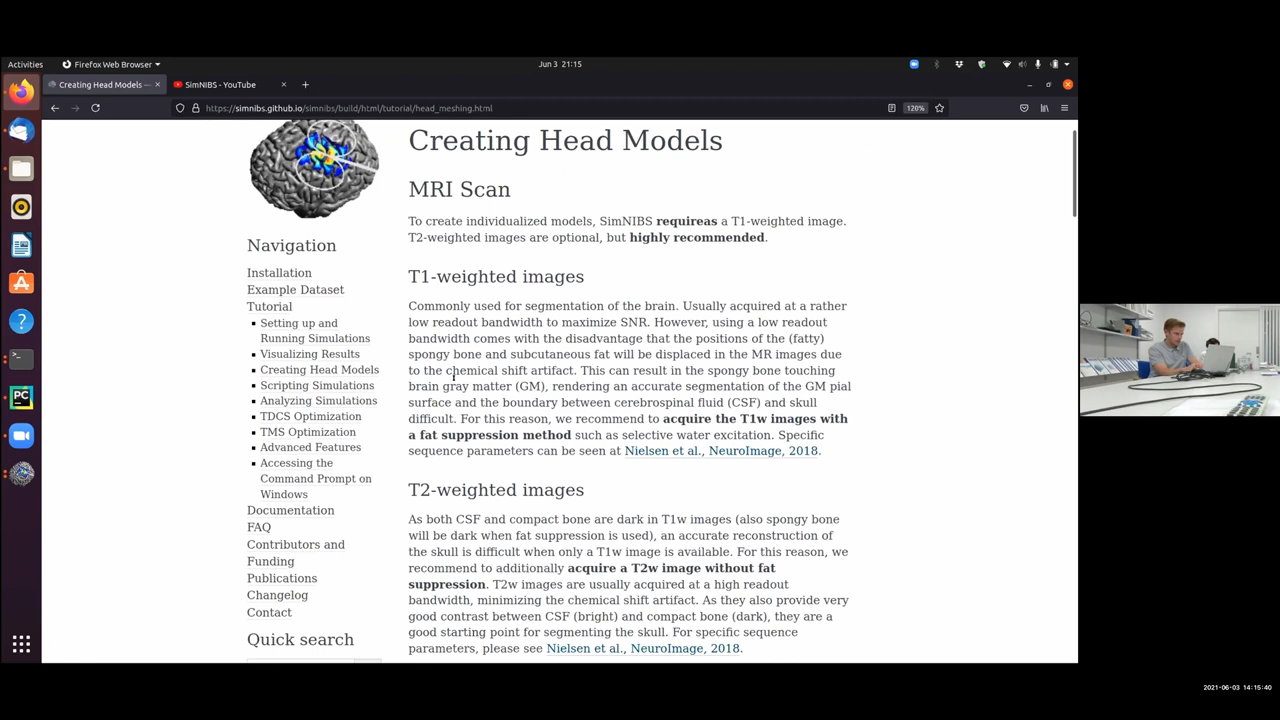 Activities
Firefox Web Browser
Jun 3 21:15
Creating Head Models —
SimNIBS - YouTube
https://simnibs.github.io/simnibs/build/html/tutorial/head_meshing.html
120%
Navigation
Installation
Example Dataset
Tutorial
Setting up and
Running Simulations
Visualizing Results
Creating Head Models
Scripting Simulations
Analyzing Simulations
TDCS Optimization
TMS Optimization
Advanced Features
Accessing the
Command Prompt on
Windows
Documentation
FAQ
Contributors and
Funding
Publications
Changelog
Contact
Quick search
Creating Head Models
MRI Scan
To create individualized models, SimNIBS requireas a T1-weighted image.
T2-weighted images are optional, but highly recommended.
T1-weighted images
Commonly used for segmentation of the brain. Usually acquired at a rather
low readout bandwidth to maximize SNR. However, using a low readout
bandwidth comes with the disadvantage that the positions of the (fatty)
spongy bone and subcutaneous fat will be displaced in the MR images due
to the chemical shift artifact. This can result in the spongy bone touching
brain gray matter (GM), rendering an accurate segmentation of the GM pial
surface and the boundary between cerebrospinal fluid (CSF) and skull
difficult. For this reason, we recommend to acquire the T1w images with
a fat suppression method such as selective water excitation. Specific
sequence parameters can be seen at Nielsen et al., NeuroImage, 2018.
T2-weighted images
As both CSF and compact bone are dark in T1w images (also spongy bone
will be dark when fat suppression is used), an accurate reconstruction of
the skull is difficult when only a T1w image is available. For this reason, we
recommend to additionally acquire a T2w image without fat
suppression. T2w images are usually acquired at a high readout
bandwidth, minimizing the chemical shift artifact. As they also provide very
good contrast between CSF (bright) and compact bone (dark), they are a
good starting point for segmenting the skull. For specific sequence
parameters, please see Nielsen et al., NeuroImage, 2018.
2021-06-03 14:15:40